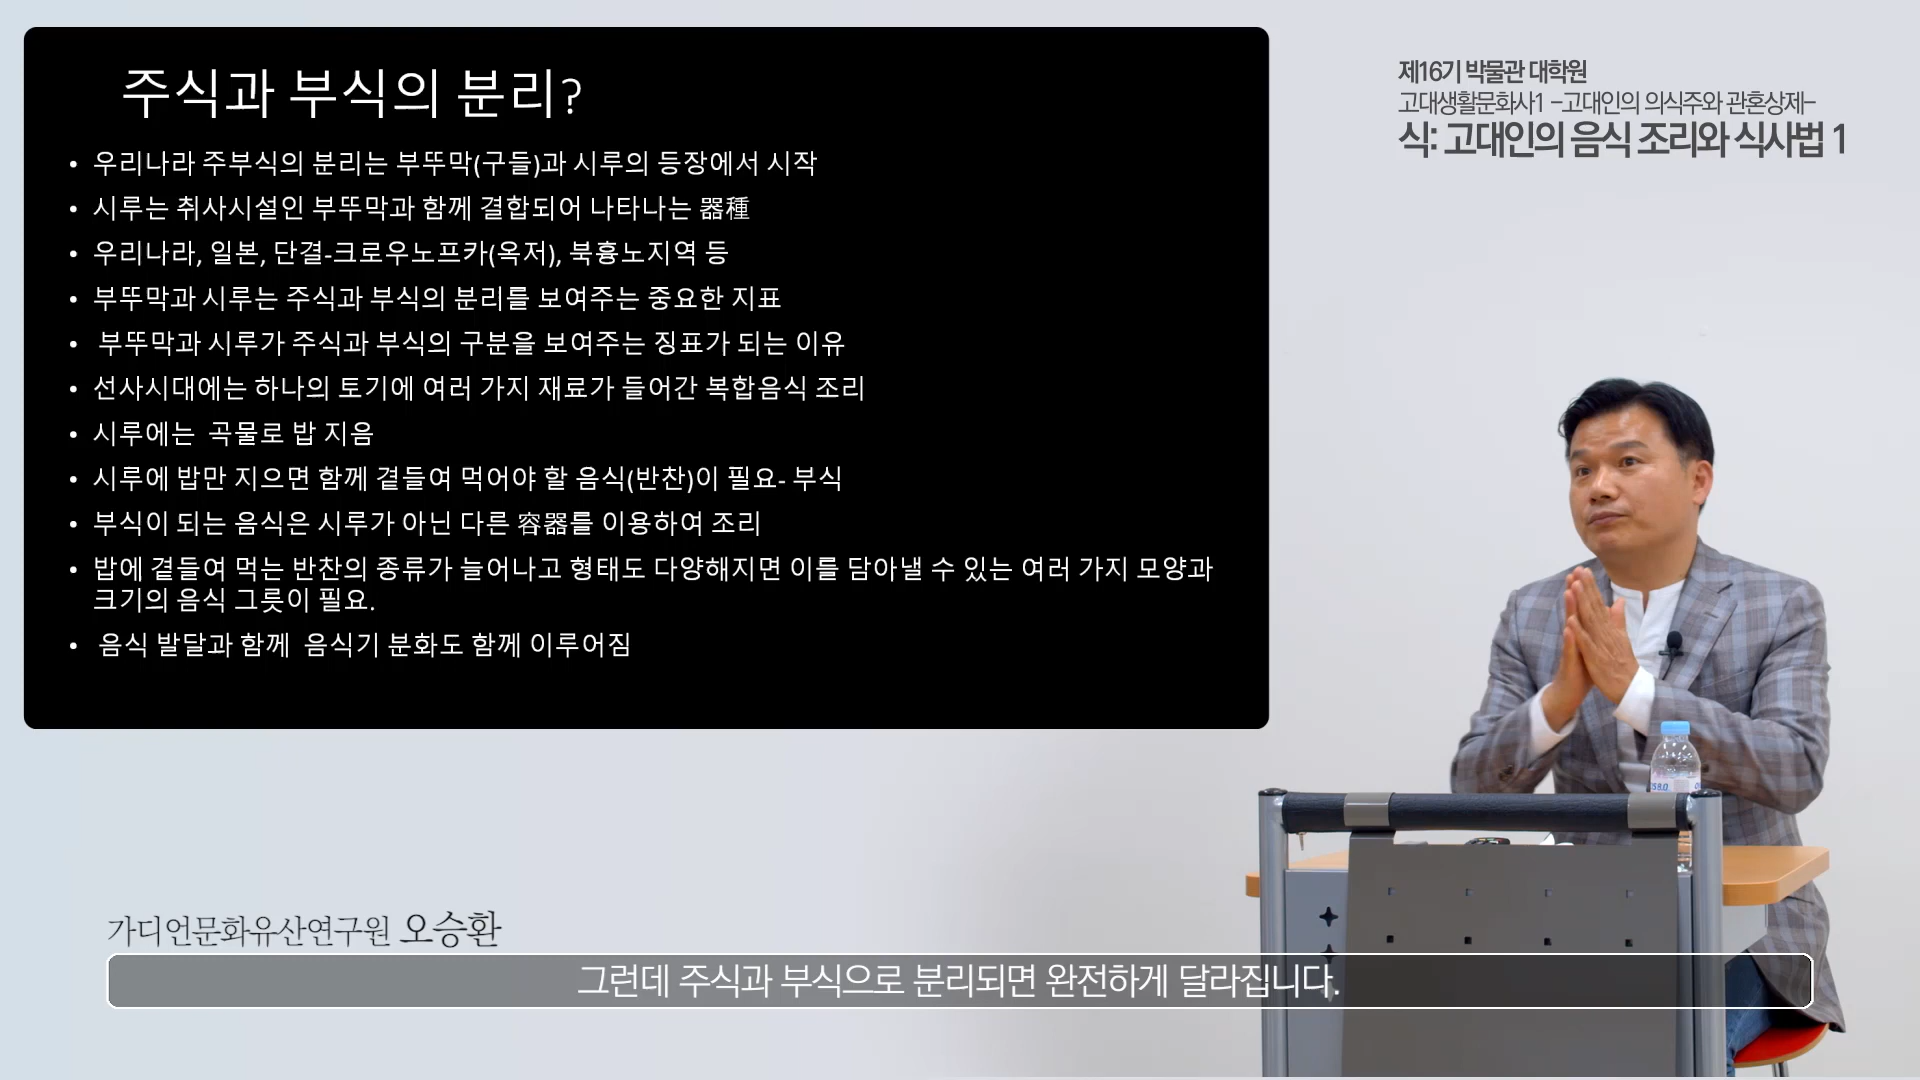 주식과 부식의 분리?
• 우리나라 주부식의 분리는 부뚜막(구들)과 시루의 등장에서 시작
• 시루는 취사시설인 부뚜막과 함께 결합되어 나타나는 器種
• 우리나라, 일본, 단결-크로우노프카(옥저), 북흉노지역 등
• 부뚜막과 시루는 주식과 부식의 분리를 보여주는 중요한 지표
• 부뚜막과 시루가 주식과 부식의 구분을 보여주는 징표가 되는 이유
• 선사시대에는 하나의 토기에 여러 가지 재료가 들어간 복합음식 조리
• 시루에는 곡물로 밥 지음
• 시루에 밥만 지으면 함께 곁들여 먹어야 할 음식(반찬)이 필요- 부식
• 부식이 되는 음식은 시루가 아닌 다른 容器를 이용하여 조리
• 밥에 곁들여 먹는 반찬의 종류가 늘어나고 형태도 다양해지면 이를 담아낼 수 있는 여러 가지 모양과
크기의 음식 그릇이 필요.
• 음식 발달과 함께 음식기 분화도 함께 이루어짐
제16기 박물관 대학원
고대생활문화사1 -고대인의 의식주와 관혼상제-
식: 고대인의 음식 조리와 식사법 1
가디언문화유산연구원 오승환
그런데 주식과 부식으로 분리되면 완전하게 달라집니다.